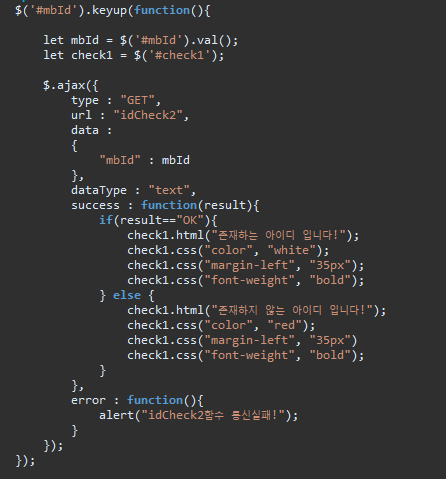 $('#mbId').keyup(function(){
let mbId = $('#mbId').val();
let check1 = $('#check1');
$.ajax({
type : "GET",
url : "idCheck2",
data :
{
"mbId" : mbId
},
dataType : "text",
success : function(result){
if(result=="OK"){
check1.html("존재하는 아이디 입니다!");
check1.css("color", "white");
check1.css("margin-left", "35px");
check1.css("font-weight", "bold");
} else {
check1.html("존재하지 않는 아이디 입니다!");
check1.css("color", "red");
check1.css("margin-left", "35px")
check1.css("font-weight", "bold");
}
},
error : function(){
alert("idCheck2함수 통신실패!");
}
});
});